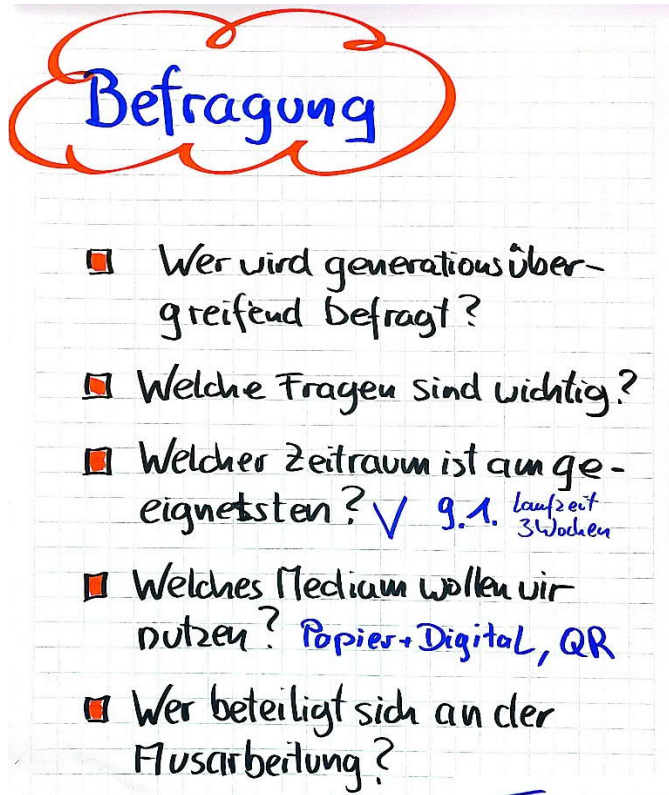 Befragung
Wer wird generationsüber-
greifend befragt?
Welche Fragen sind wichtig?
Welcher Zeitraum ist am ge-
eignetsten? V 9.1. Laufzeit
3 Wochen
Welches Medium wollen wir
nutzen? Papier + Digital, QR
Wer beteiligt sich an der
Ausarbeitung?